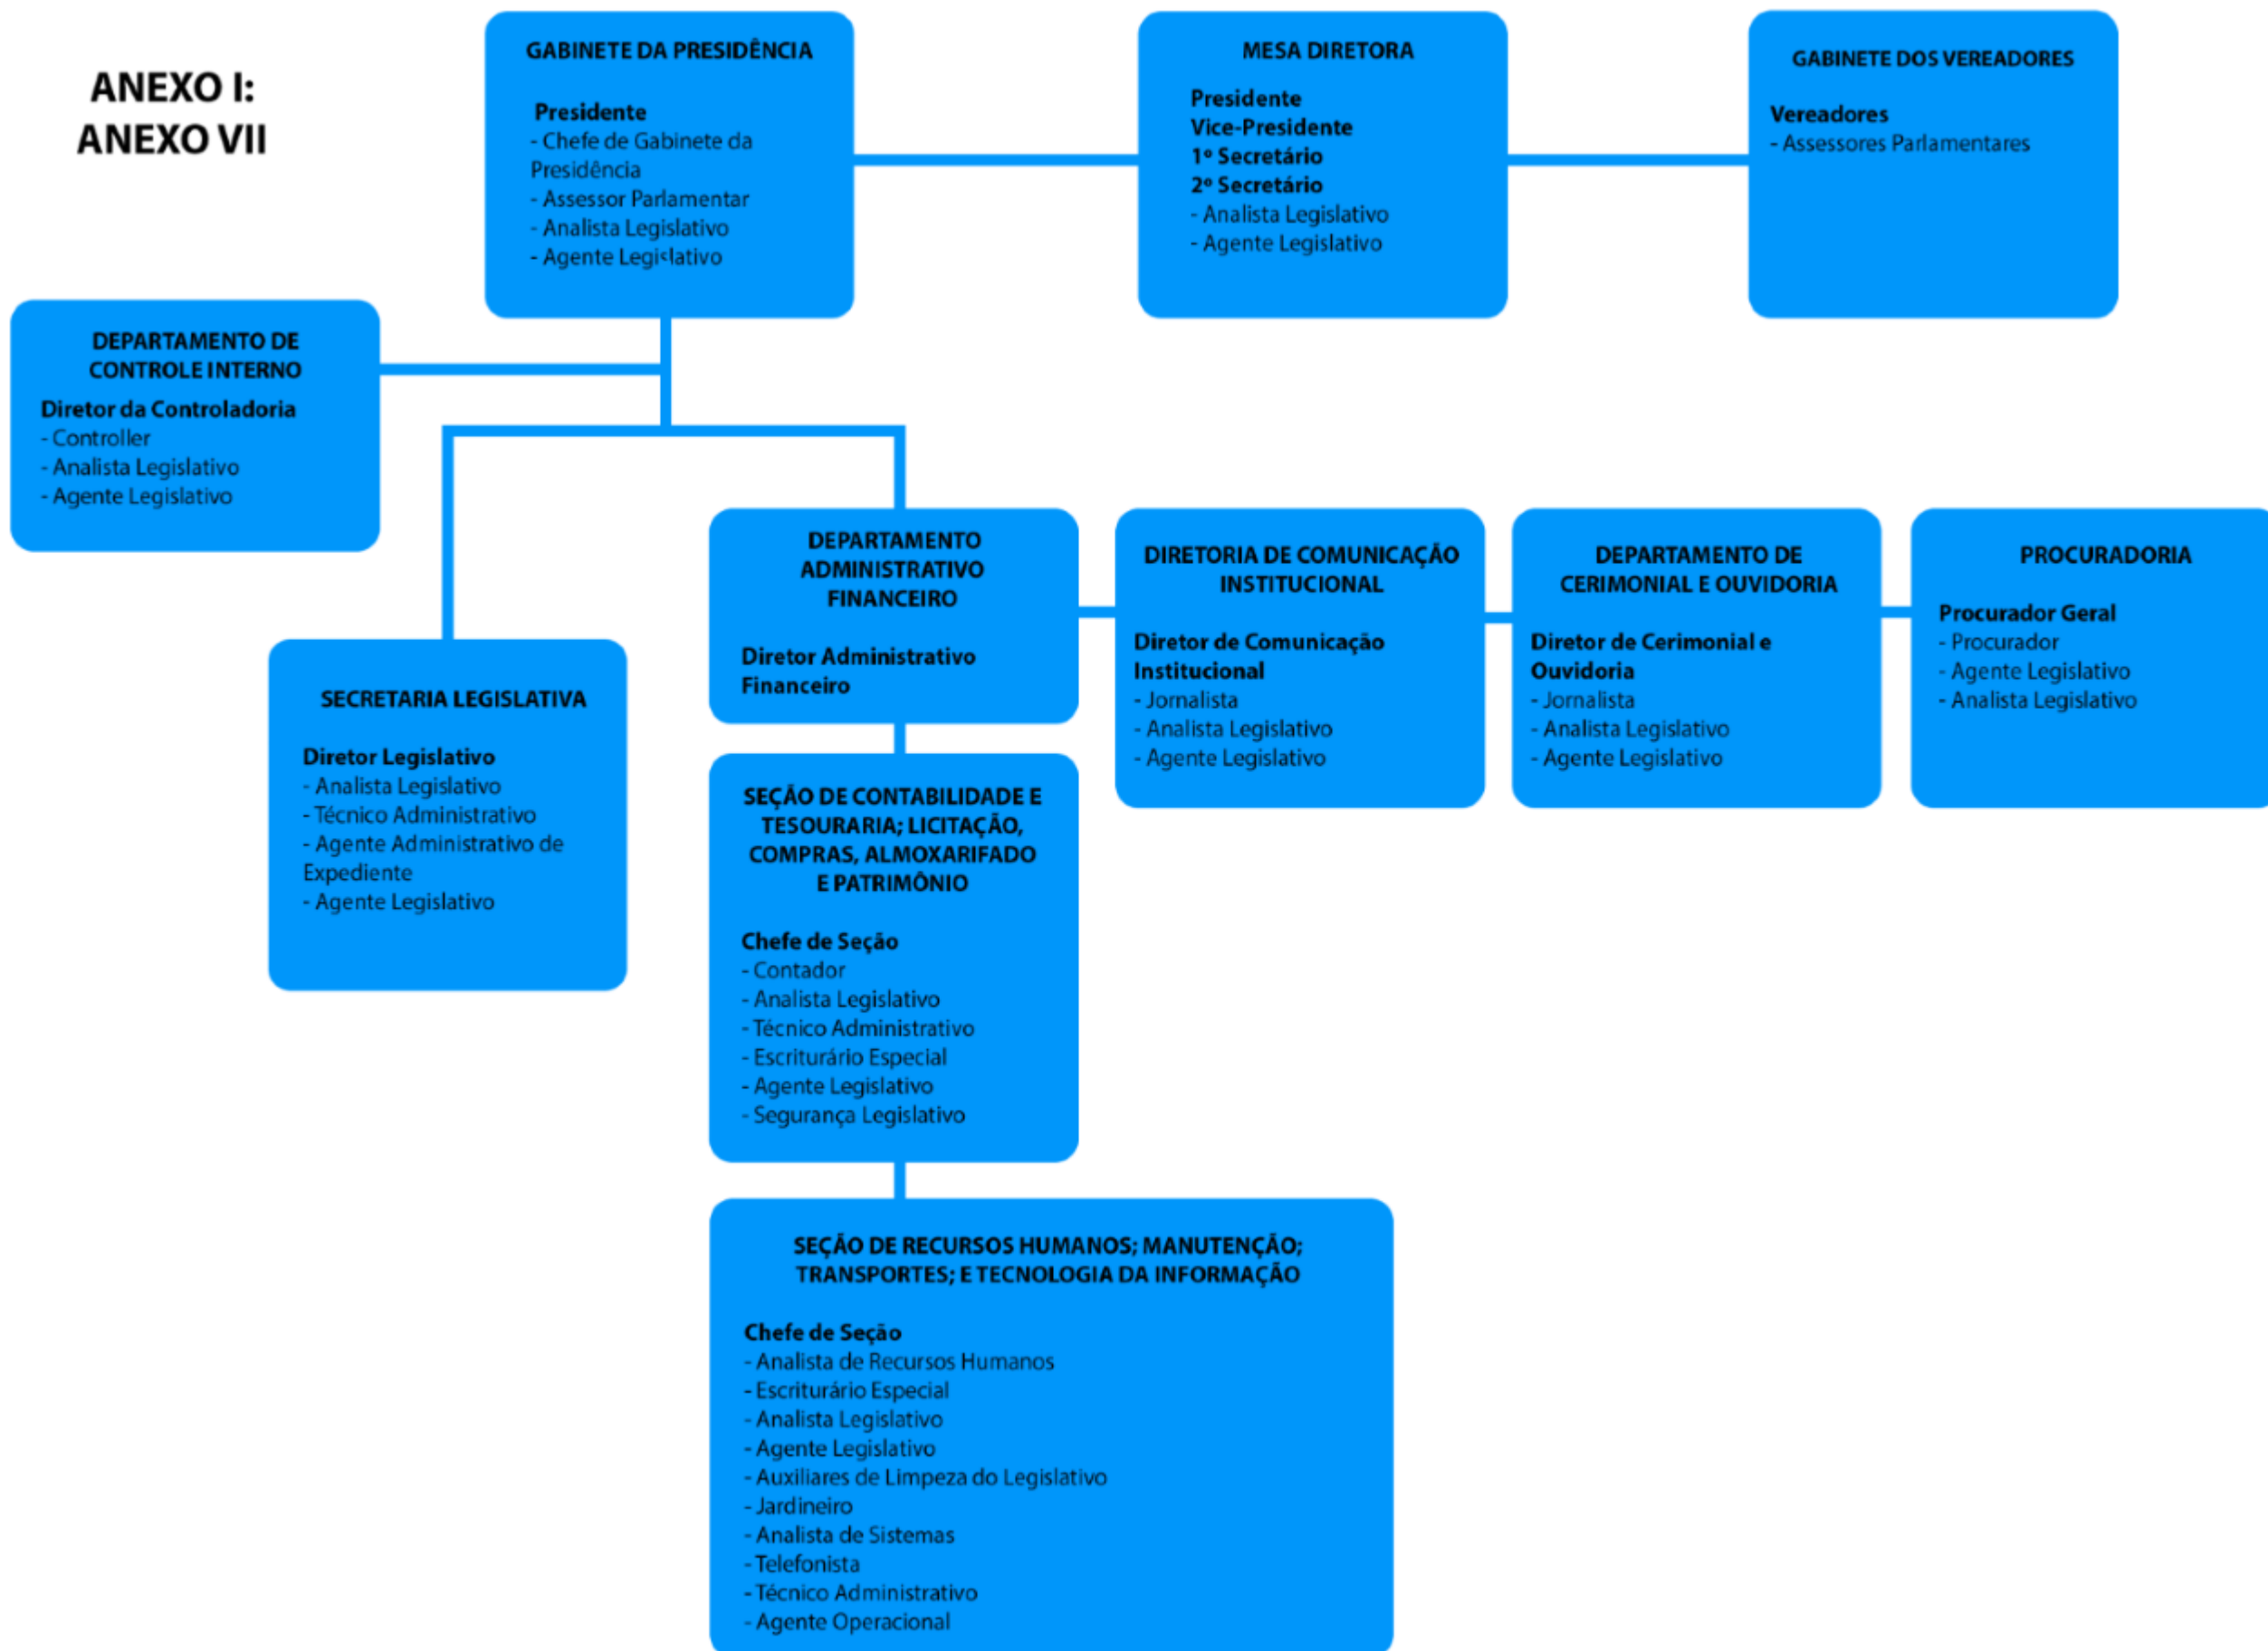 ANEXO I:
ANEXO VII
GABINETE DA PRESIDÊNCIA
Presidente
- Chefe de Gabinete da
Presidência
- Assessor Parlamentar
- Analista Legislativo
- Agente Legislativo
MESA DIRETORA
Presidente
Vice-Presidente
1º Secretário
2º Secretário
- Analista Legislativo
- Agente Legislativo
GABINETE DOS VEREADORES
Vereadores
- Assessores Parlamentares
DEPARTAMENTO DE
CONTROLE INTERNO
Diretor da Controladoria
- Controller
- Analista Legislativo
- Agente Legislativo
SECRETARIA LEGISLATIVA
Diretor Legislativo
- Analista Legislativo
- Técnico Administrativo
- Agente Administrativo de
Expediente
- Agente Legislativo
DEPARTAMENTO
ADMINISTRATIVO
FINANCEIRO
Diretor Administrativo
Financeiro
DIRETORIA DE COMUNICAÇÃO
INSTITUCIONAL
Diretor de Comunicação
Institucional
- Jornalista
- Analista Legislativo
- Agente Legislativo
DEPARTAMENTO DE
CERIMONIAL E OUVIDORIA
Diretor de Cerimonial e
Ouvidoria
- Jornalista
- Analista Legislativo
- Agente Legislativo
PROCURADORIA
Procurador Geral
- Procurador
- Agente Legislativo
- Analista Legislativo
SEÇÃO DE CONTABILIDADE E
TESOURARIA; LICITAÇÃO,
COMPRAS, ALMOXARIFADO
E PATRIMÔNIO
Chefe de Seção
- Contador
- Analista Legislativo
- Técnico Administrativo
- Escriturário Especial
- Agente Legislativo
- Segurança Legislativo
SEÇÃO DE RECURSOS HUMANOS; MANUTENÇÃO;
TRANSPORTES; E TECNOLOGIA DA INFORMAÇÃO
Chefe de Seção
- Analista de Recursos Humanos
- Escriturário Especial
- Analista Legislativo
- Agente Legislativo
- Auxiliares de Limpeza do Legislativo
- Jardineiro
- Analista de Sistemas
- Telefonista
- Técnico Administrativo
- Agente Operacional